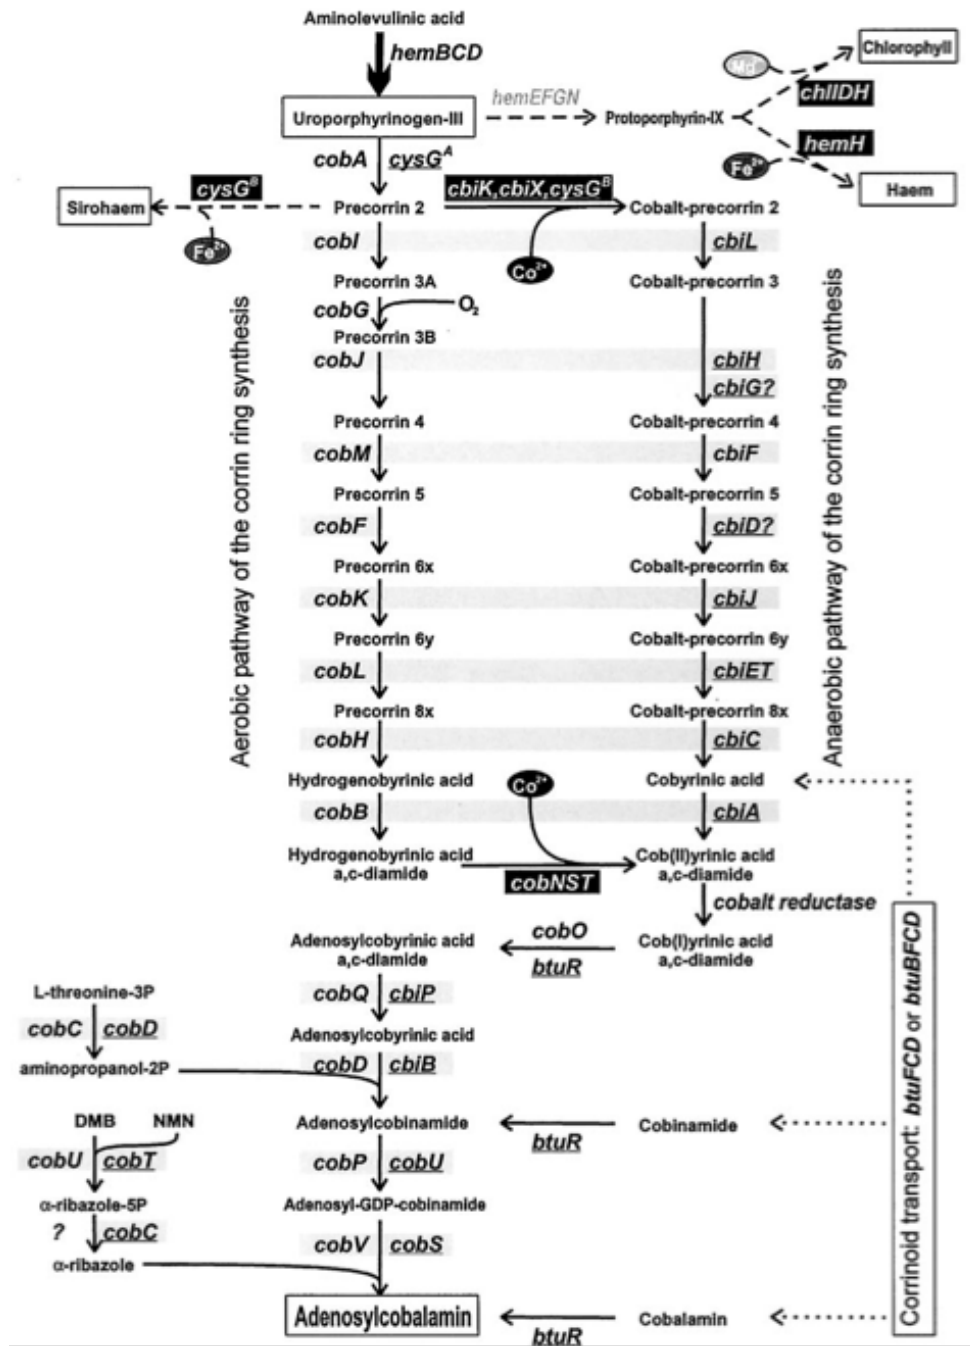 Aminolevulinic acid
hemBCD
Uroporphyrinogen-III
hemEFGN
Protoporphyrin-IX
Chlorophyll
chlIDH
hemH
Fe2+
Haem
cobA cysGA
Sirohaem
cysGB
Fe2+
Precorrin 2
cbiK,cbiX,cysGB
Co2+
Cobalt-precorrin 2
cobI
cbiL
Precorrin 3A
Cobalt-precorrin 3
cobG
O2
Precorrin 3B
cobJ
cbiH
cbiG?
Precorrin 4
Cobalt-precorrin 4
cobM
cbiF
Precorrin 5
Cobalt-precorrin 5
cobF
cbiD?
Precorrin 6x
Cobalt-precorrin 6x
cobK
cbiJ
Precorrin 6y
Cobalt-precorrin 6y
cobL
cbiET
Precorrin 8x
Cobalt-precorrin 8x
cobH
cbiC
Hydrogenobyrinic acid
Co2+
Cobyrinic acid
cobB
cbiA
Hydrogenobyrinic acid
a,c-diamide
cobNST
Cob(II)yrinic acid
a,c-diamide
cobalt reductase
Adenosylcobyrinic acid
a,c-diamide
cobO
btuR
Cob(I)yrinic acid
a,c-diamide
cobQ cbiP
L-threonine-3P
cobC cobD
aminopropanol-2P
Adenosylcobyrinic acid
cobD cbiB
DMB NMN
cobU cobT
α-ribazole-5P
? cobC
α-ribazole
Adenosylcobinamide
btuR
Cobinamide
cobP cobU
Adenosyl-GDP-cobinamide
cobV cobS
Adenosylcobalamin
btuR
Cobalamin
Aerobic pathway of the corrin ring synthesis
Anaerobic pathway of the corrin ring synthesis
Corrinoid transport: btuFCD or btuBFCD